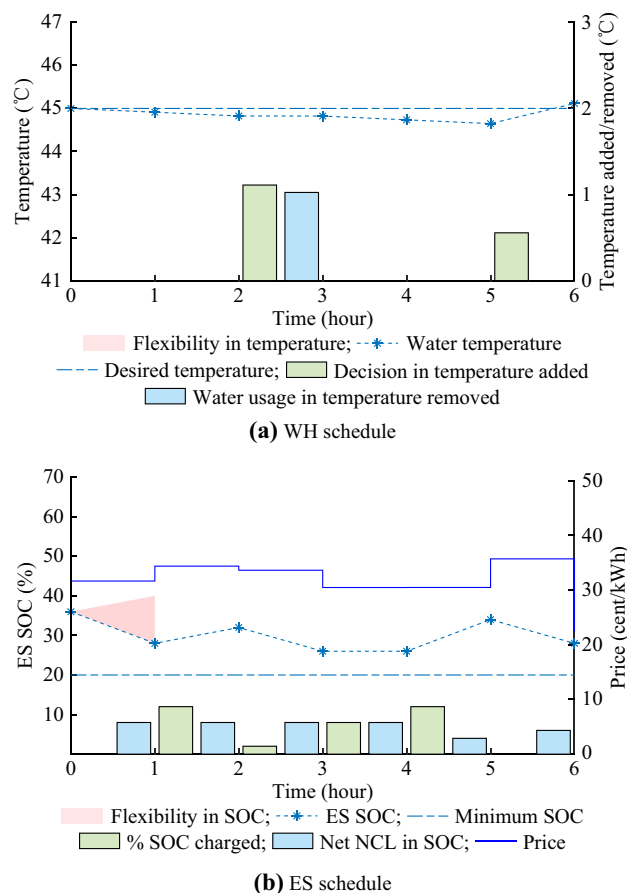 47
46
45
44
43
42
41
Temperature (℃)
3
2
1
0
Temperature added/removed (℃)
0 1 2 3 4 5 6
Time (hour)
Flexibility in temperature; Water temperature
Desired temperature; Decision in temperature added
Water usage in temperature removed
(a) WH schedule
70
60
50
40
30
20
10
ES SOC (%)
50
40
30
20
10
0
Price (cent/kWh)
0 1 2 3 4 5 6
Time (hour)
Flexibility in SOC; ES SOC; Minimum SOC
% SOC charged; Net NCL in SOC; Price
(b) ES schedule